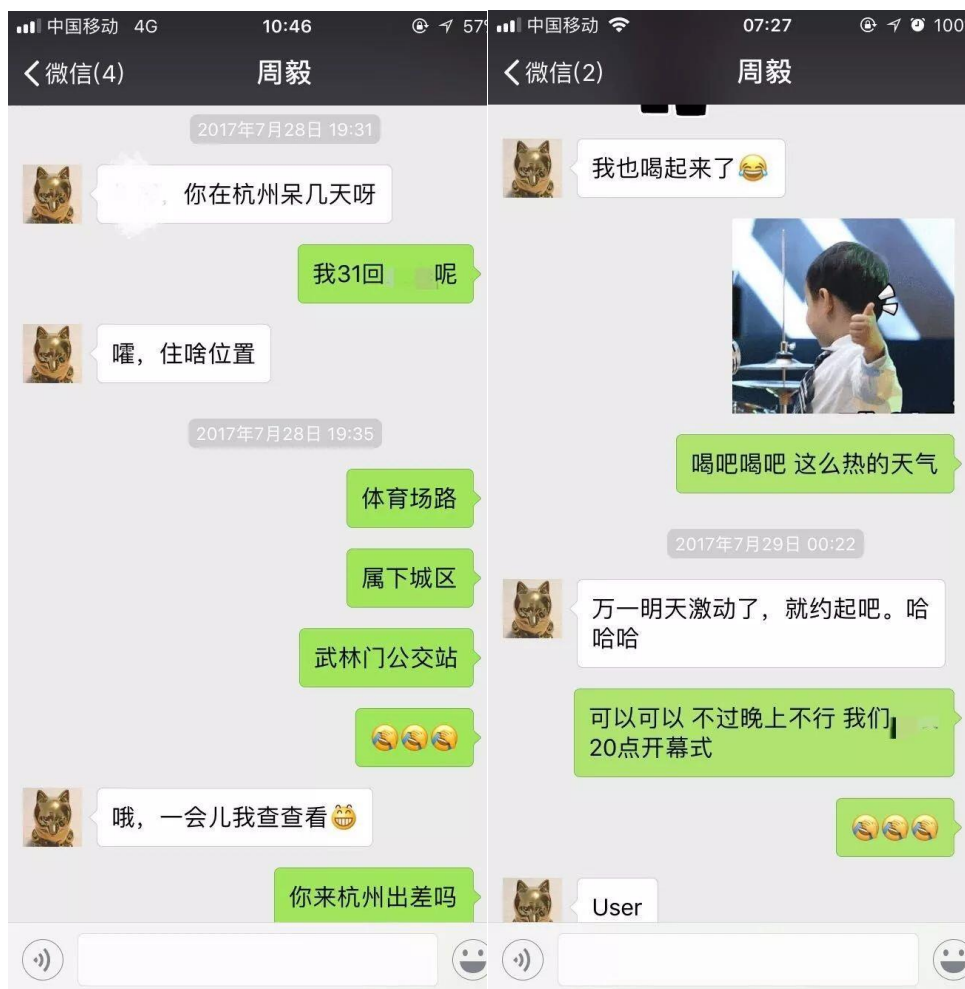 中国移动 4G 10:46 57
微信(4) 周毅
2017年7月28日 19:31
，你在杭州呆几天呀
我31回 呢
嚯，住啥位置
2017年7月28日 19:35
体育场路
属下城区
武林门公交站
哦，一会儿我查查看😁
你来杭州出差吗
中国移动 07:27 100
微信(2) 周毅
我也喝起来了😂
喝吧喝吧 这么热的天气
2017年7月29日 00:22
万一明天激动了，就约起吧。哈
哈哈
可以可以 不过晚上不行 我们
20点开幕式
User